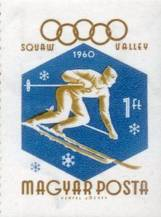 SQUAW VALLEY
1960
1 ft
MAGYAR POSTA